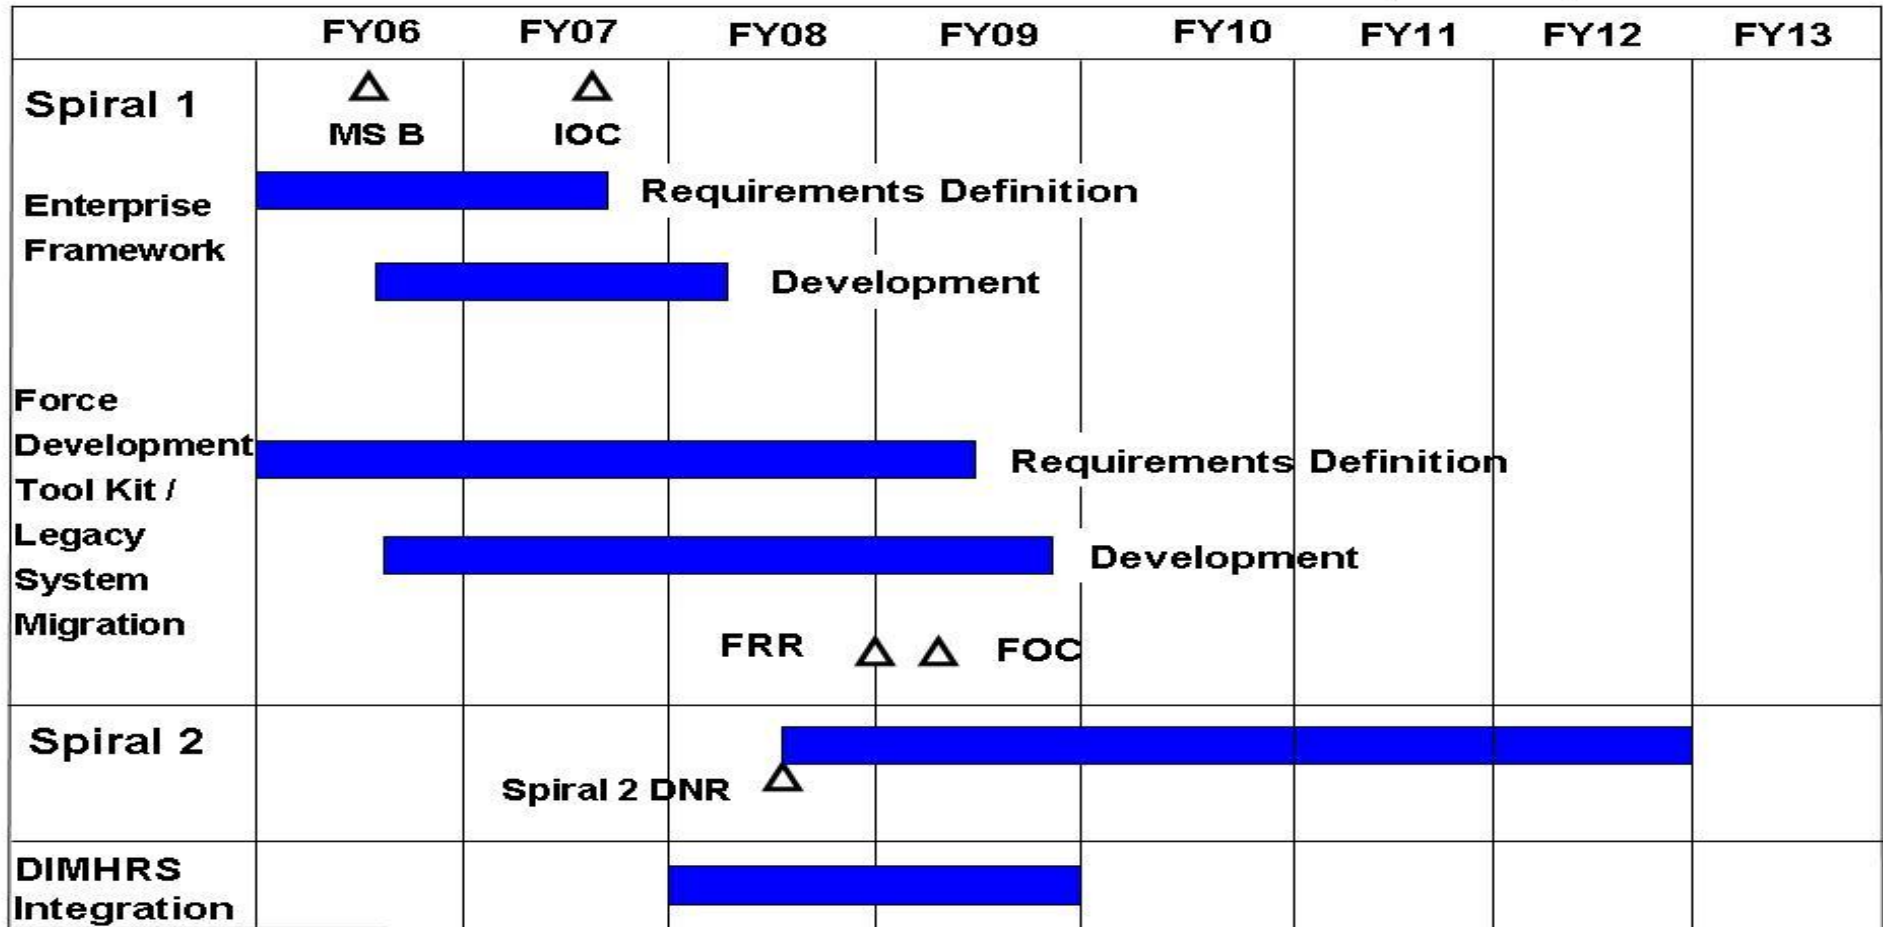 FY06 FY07 FY08 FY09 FY10 FY11 FY12 FY13
Spiral 1
MS B IOC
Enterprise
Framework
Requirements Definition
Development
Force
Development
Tool Kit /
Legacy
System
Migration
Requirements Definition
Development
FRR FOC
Spiral 2
Spiral 2 DNR
DIMHRS
Integration